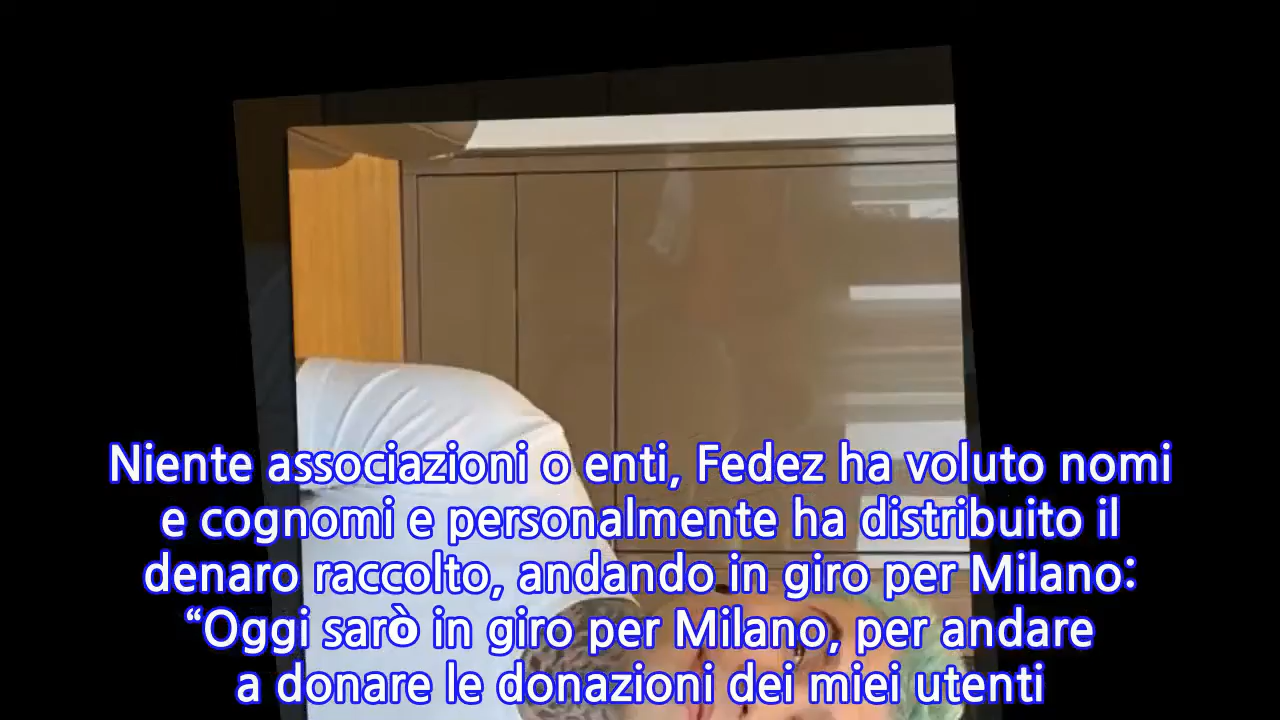 Niente associazioni o enti, Fedez ha voluto nomi
e cognomi e personalmente ha distribuito il
denaro raccolto, andando in giro per Milano:
“Oggi sarò in giro per Milano, per andare
a donare le donazioni dei miei utenti